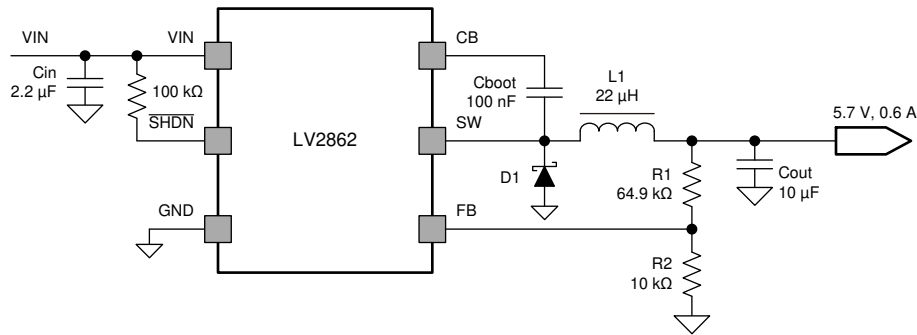 VIN
VIN
CB
Cin
2.2 µF
100 kΩ
Cboot
100 nF
L1
22 µH
SHDN
LV2862
SW
5.7 V, 0.6 A
D1
R1
64.9 kΩ
Cout
10 µF
GND
FB
R2
10 kΩ